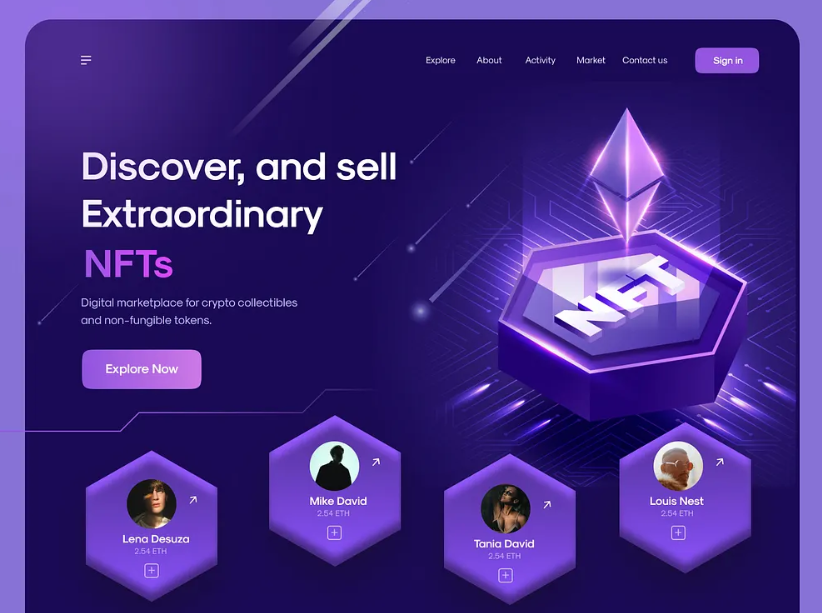 Explore About Activity Market Contact us Sign in
Discover, and sell
Extraordinary
NFTs
Digital marketplace for crypto collectibles
and non-fungible tokens.
Explore Now
NFT
Lena Desuza
2.54 ETH
Mike David
2.54 ETH
Tania David
2.54 ETH
Louis Nest
2.54 ETH